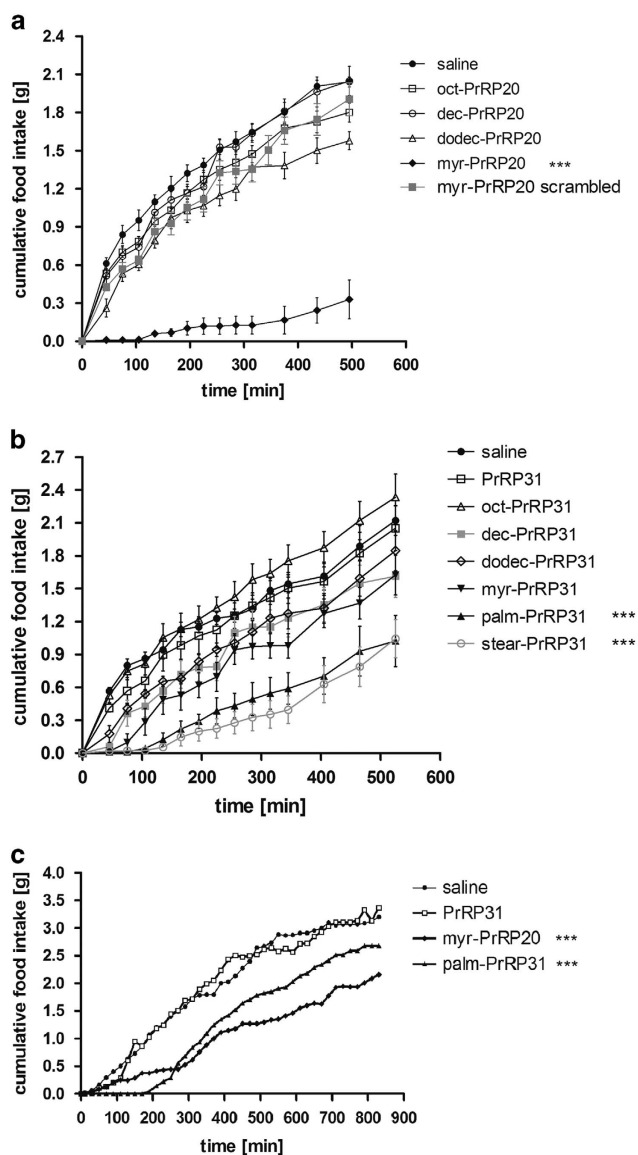 a
cumulative food intake [g]
2.4
2.1
1.8
1.5
1.2
0.9
0.6
0.3
0.0
0
100
200
300
400
500
600
time [min]
saline
oct-PrRP20
dec-PrRP20
dodec-PrRP20
myr-PrRP20 ***
myr-PrRP20 scrambled
b
cumulative food intake [g]
2.7
2.4
2.1
1.8
1.5
1.2
0.9
0.6
0.3
0.0
0
100
200
300
400
500
600
time [min]
saline
PrRP31
oct-PrRP31
dec-PrRP31
dodec-PrRP31
myr-PrRP31
palm-PrRP31 ***
stear-PrRP31 ***
c
cumulative food intake [g]
4.0
3.5
3.0
2.5
2.0
1.5
1.0
0.5
0.0
0
100
200
300
400
500
600
700
800
900
time [min]
saline
PrRP31
myr-PrRP20 ***
palm-PrRP31 ***